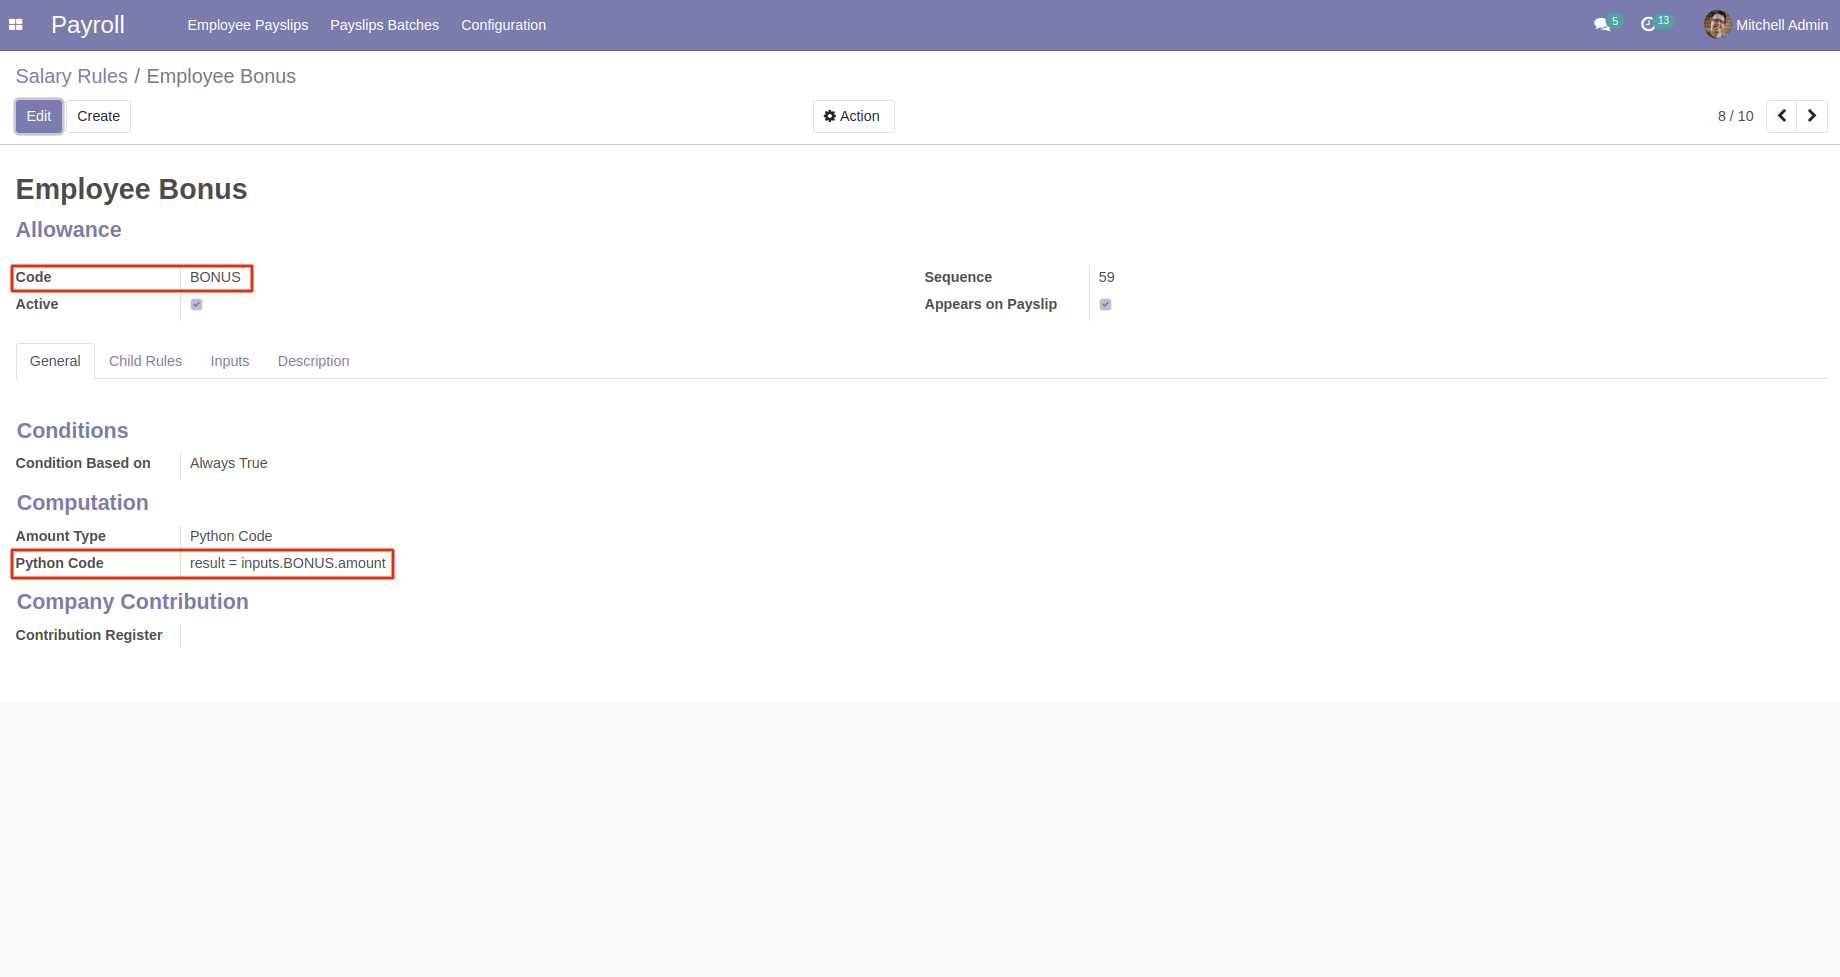 Payroll Employee Payslips Payslips Batches Configuration 5 13 Mitchell Admin
Salary Rules / Employee Bonus
Edit Create Action 8 / 10
Employee Bonus
Allowance
Code BONUS Sequence 59
Active Appears on Payslip
General Child Rules Inputs Description
Conditions
Condition Based on Always True
Computation
Amount Type Python Code
Python Code result = inputs.BONUS.amount
Company Contribution
Contribution Register